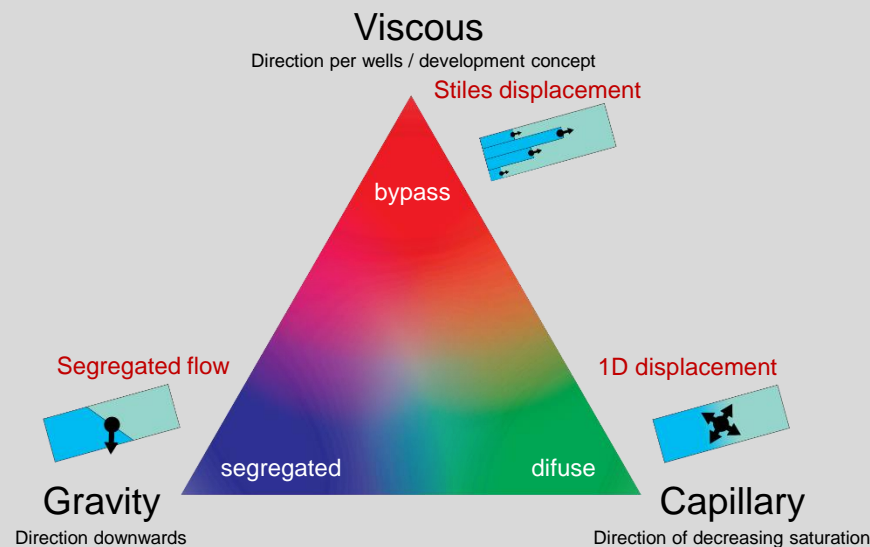 Viscous
Direction per wells / development concept
Stiles displacement
bypass
Segregated flow
1D displacement
segregated
difuse
Gravity
Direction downwards
Capillary
Direction of decreasing saturation